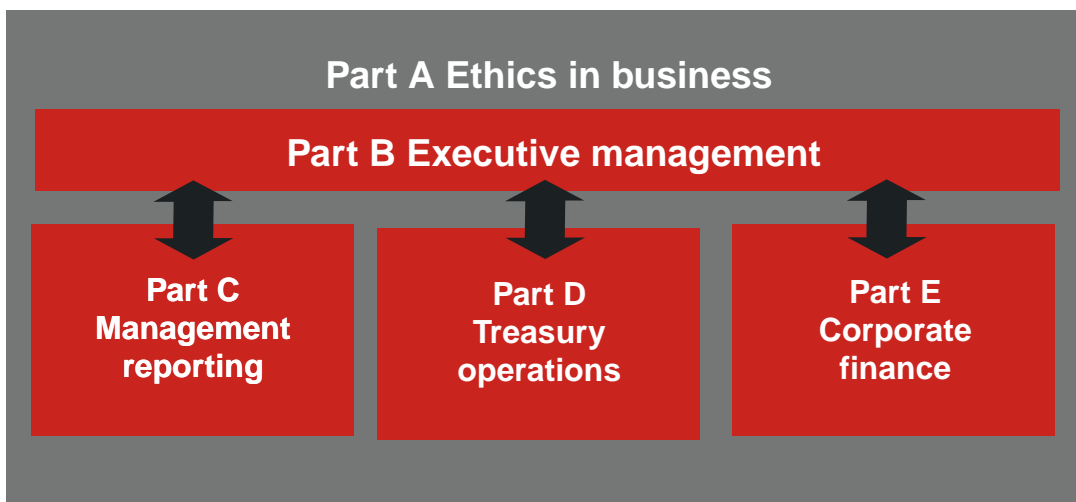 Part A Ethics in business
Part B Executive management
Part C
Management
reporting
Part D
Treasury
operations
Part E
Corporate
finance